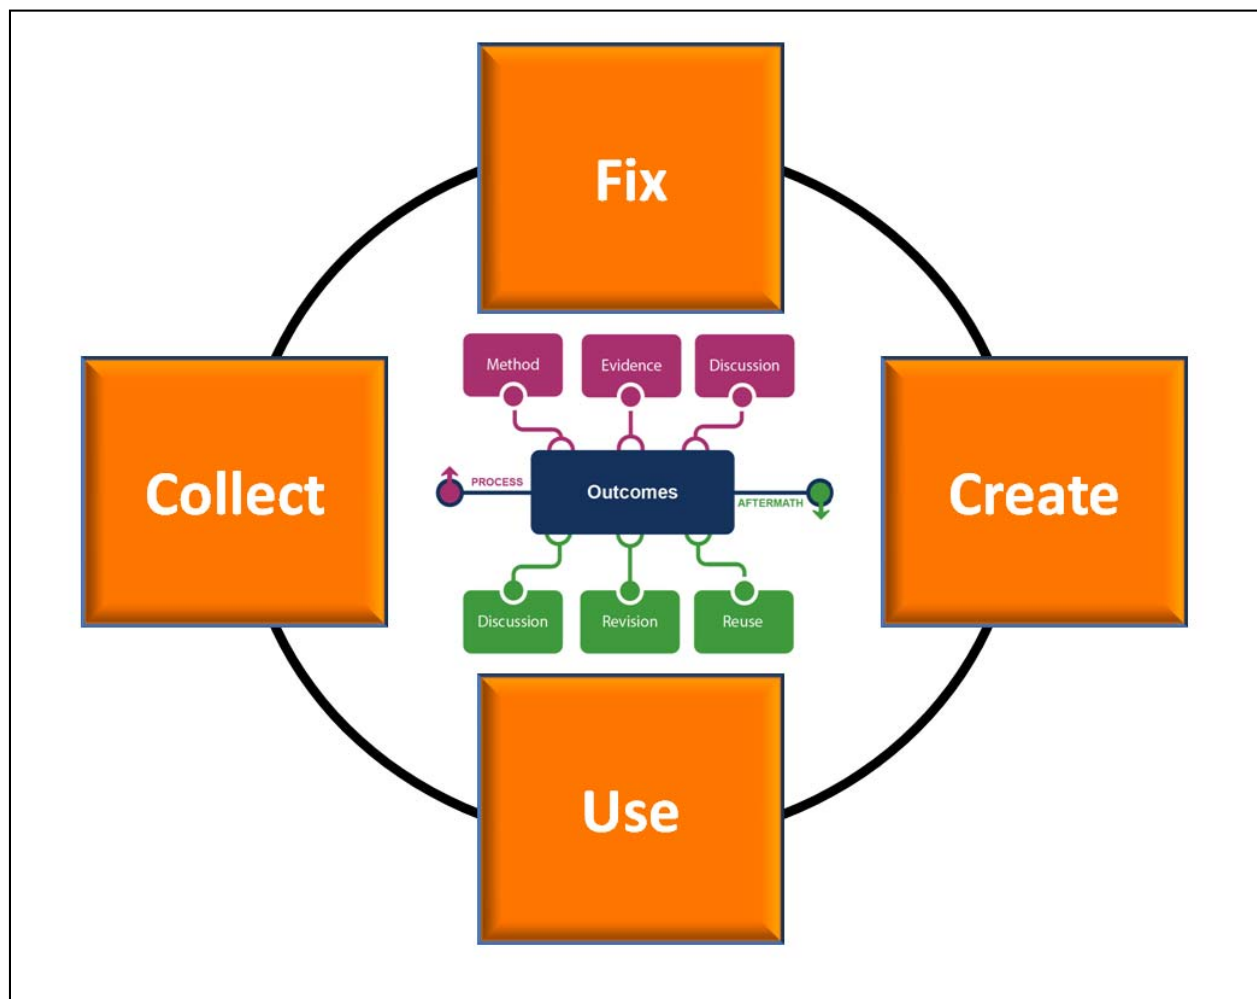 Fix
Method
Evidence
Discussion
Collect
PROCESS
Outcomes
AFTERMATH
Create
Discussion
Revision
Reuse
Use